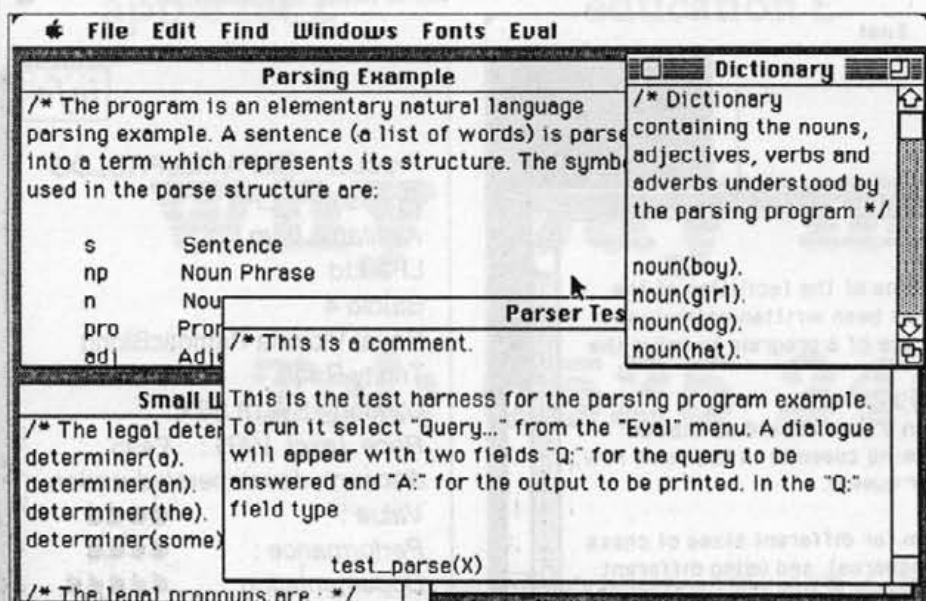 File Edit Find Windows Fonts Eval
Parsing Example
/* The program is an elementary natural language
parsing example. A sentence (a list of words) is parse
into a term which represents its structure. The symb
used in the parse structure are:
s Sentence
np Noun Phrase
n Nou
pro Pron
adj Adj
Dictionary
/* Dictionary
containing the nouns,
adjectives, verbs and
adverbs understood by
the parsing program */
noun(boy).
noun(girl).
noun(dog).
noun(hat).
Small W
/* The legal deter
determiner(a).
determiner(an).
determiner(the).
determiner(some)
/* The legal pronouns are */
Parser Tes
/* This is a comment.
This is the test harness for the parsing program example.
To run it select "Query..." from the "Eval" menu. A dialogue
will appear with two fields "Q:" for the query to be
answered and "A:" for the output to be printed. In the "Q:"
field type
test_parse(X)